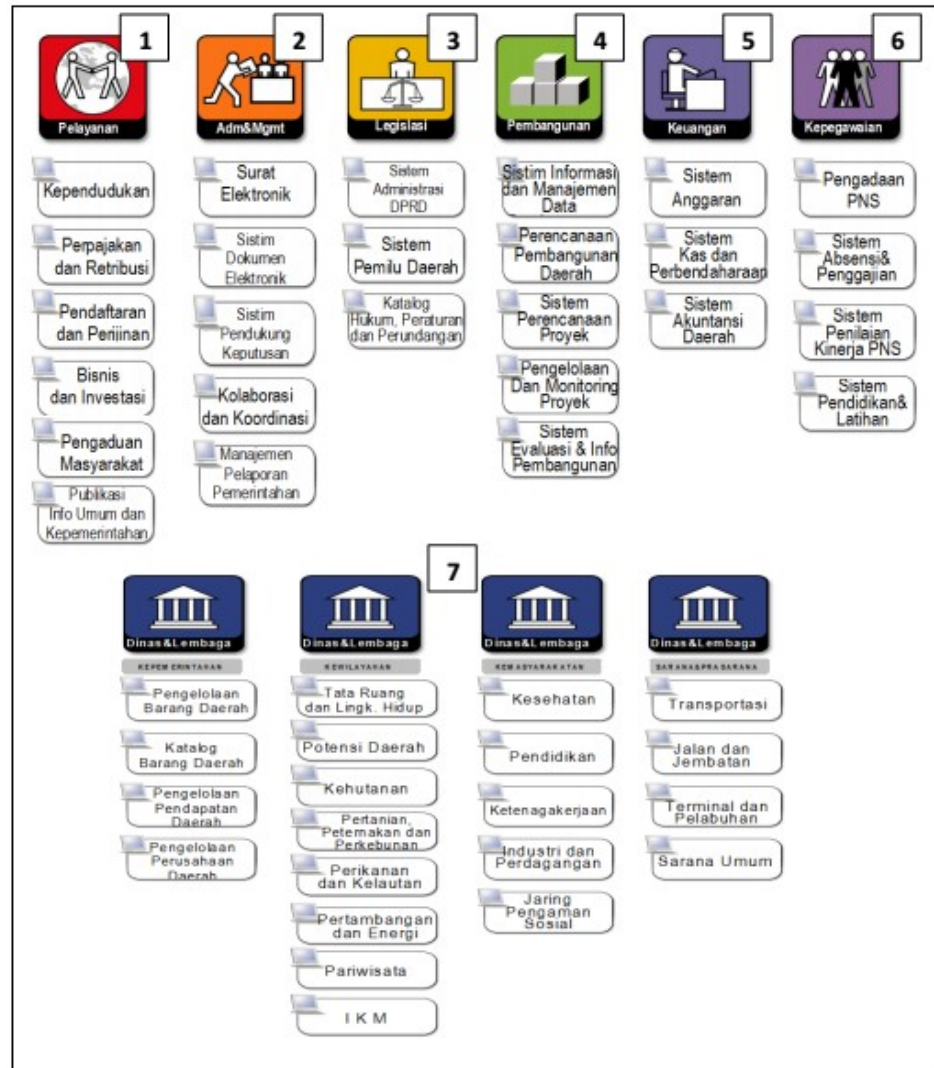 1
Pelayanan
Kependudukan
Perpajakan
dan Retribusi
Pendaftaran
dan Perijinan
Bisnis
dan Investasi
Pengaduan
Masyarakat
Publikasi
Info Umum dan
Kepemerintahan
2
Adm&Mgmt
Surat
Elektronik
Sistim
Dokumen
Elektronik
Sistim
Pendukung
Keputusan
Kolaborasi
dan Koordinasi
Manajemen
Pelaporan
Pemerintahan
3
Legislasi
Sistem
Administrasi
DPRD
Sistem
Pemilu Daerah
Katalog
Hukum, Peraturan
dan Perundangan
4
Pembangunan
Sistim Informasi
dan Manajemen
Data
Perencanaan
Pembangunan
Daerah
Sistem
Perencanaan
Proyek
Pengelolaan
Dan Monitoring
Proyek
Sistem
Evaluasi & Info
Pembangunan
5
Keuangan
Sistem
Anggaran
Sistem
Kas dan
Perbendaharaap
Sistem
Akuntansi
Daerah
6
Kepegawaian
Pengadaan
PNS
Sistem
Absensi&
Penggajian
Sistem
Penilaian
Kinerja PNS
Sistem
Pendidikan&
Latihan
7
Dinas&Lembaga
KEPEMERINTAHAN
Pengelolaan
Barang Daerah
Katalog
Barang Daerah
Pengelolaan
Pendapatan
Daerah
Pengelolaan
Perusahaan
Daerah
Dinas&Lembaga
KEWILAYAHAN
Tata Ruang
dan Lingk. Hidup
Potensi Daerah
Kehutanan
Pertanian,
Peternakan dan
Perkebunan
Perikanan
dan Kelautan
Pertambangan
dan Energi
Pariwisata
I K M
Dinas&Lembaga
KEMASYARAKATAN
Kesehatan
Pendidikan
Ketenagakerjaan
Industri dan
Perdagangan
Jaring
Pengaman
Sosial
Dinas&Lembaga
SARANA&PRASARANA
Transportasi
Jalan dan
Jembatan
Terminal dan
Pelabuhan
Sarana Umum